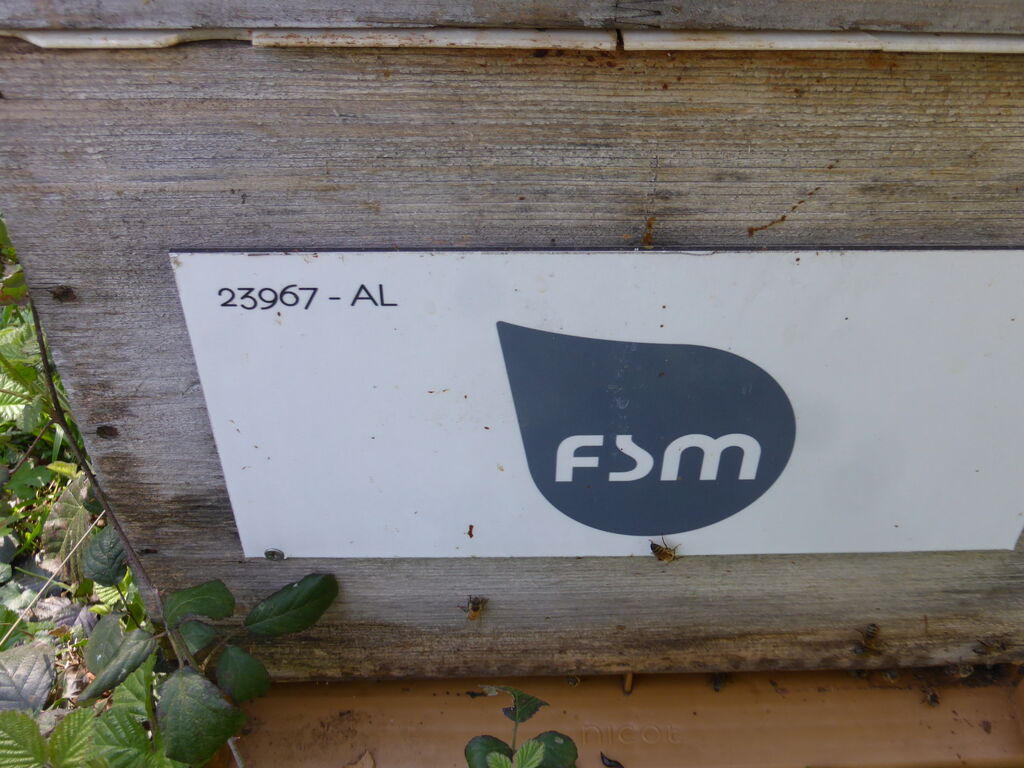 23967 - AL
FSM
nicot